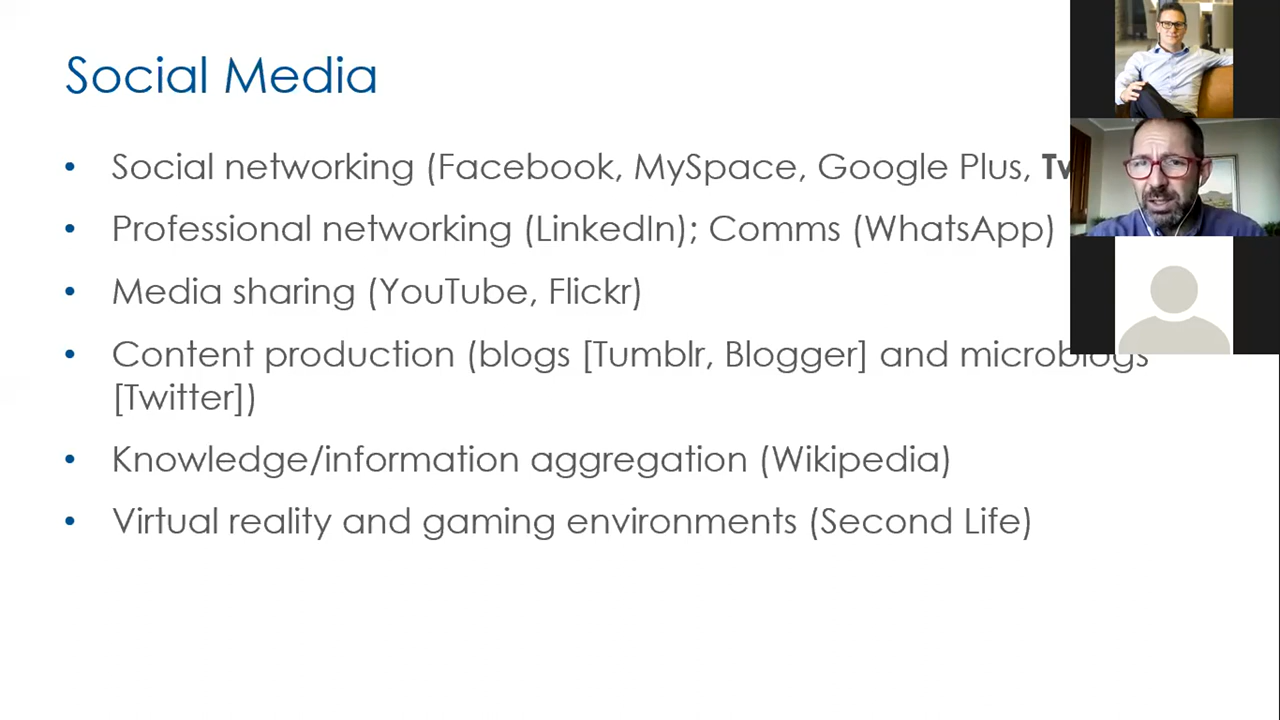 Social Media
• Social networking (Facebook, MySpace, Google Plus,
• Professional networking (LinkedIn); Comms (WhatsApp)
• Media sharing (YouTube, Flickr)
• Content production (blogs [Tumblr, Blogger] and microblogs
[Twitter])
• Knowledge/information aggregation (Wikipedia)
• Virtual reality and gaming environments (Second Life)